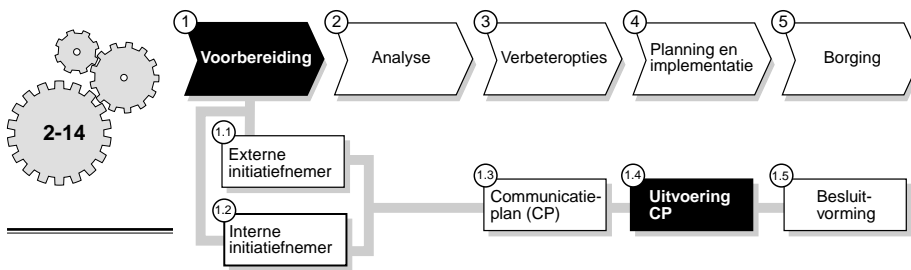 1
Voorbereiding
2
Analyse
3
Verbeteropties
4
Planning en
implementatie
5
Borging
2-14
1.1
Externe
initiatiefnemer
1.2
Interne
initiatiefnemer
1.3
Communicatie-
plan (CP)
1.4
Uitvoering
CP
1.5
Besluit-
vorming